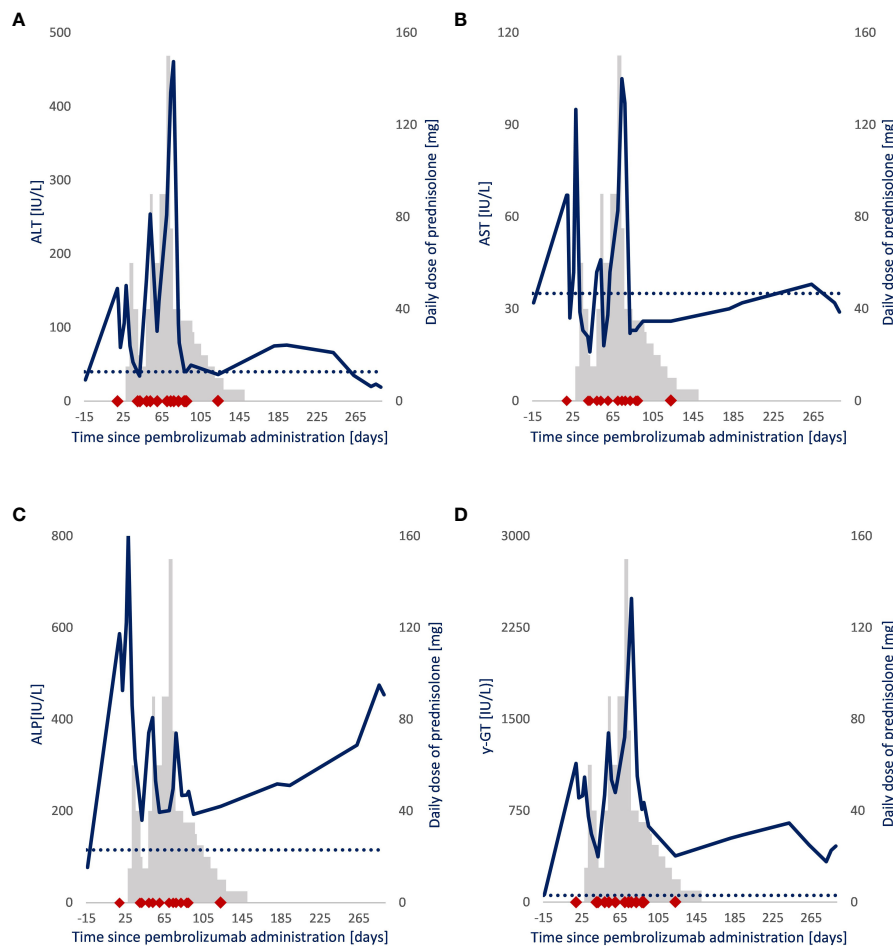 A
500
400
300
200
100
0
ALT [IU/L]
160
120
80
40
0
Daily dose of prednisolone [mg]
-15 25 65 105 145 185 225 265
Time since pembrolizumab administration [days]
B
120
90
60
30
0
AST [IU/L]
160
120
80
40
0
Daily dose of prednisolone [mg]
-15 25 65 105 145 185 225 265
Time since pembrolizumab administration [days]
C
800
600
400
200
0
ALP[IU/L]
160
120
80
40
0
Daily dose of prednisolone [mg]
-15 25 65 105 145 185 225 265
Time since pembrolizumab administration [days]
D
3000
2250
1500
750
0
y-GT [IU/L)]
160
120
80
40
0
Daily dose of prednisolone [mg]
-15 25 65 105 145 185 225 265
Time since pembrolizumab administration [days]